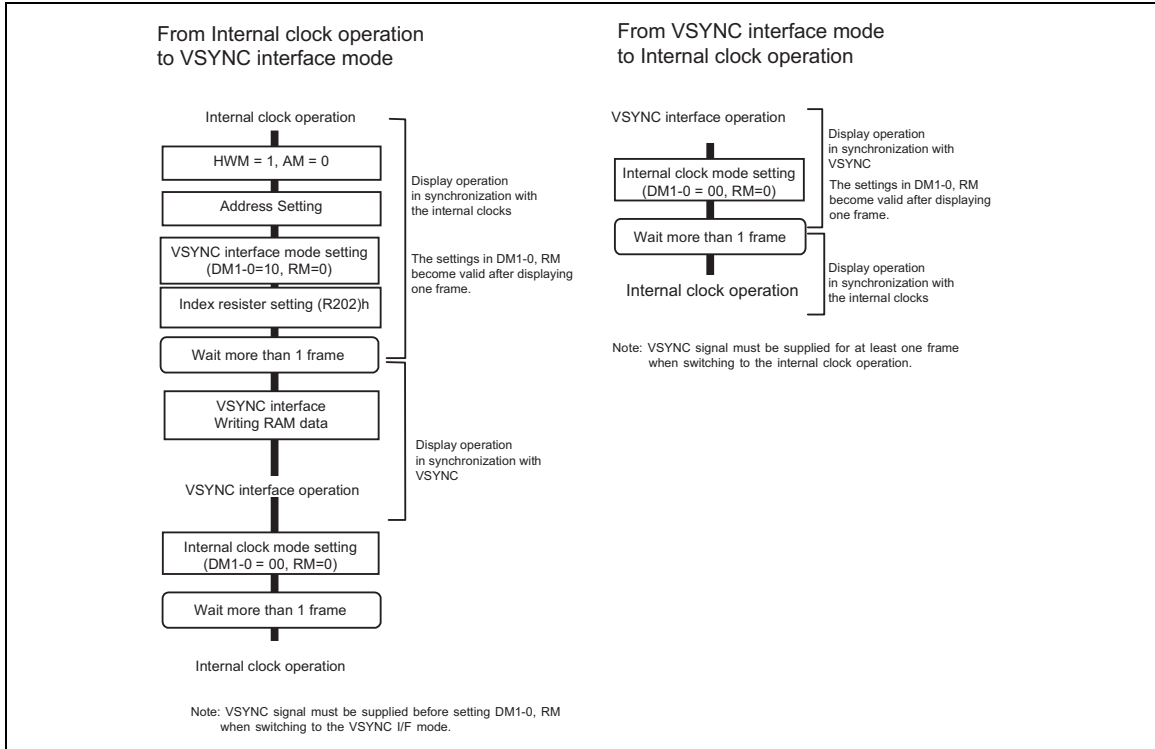 From Internal clock operation
to VSYNC interface mode
Internal clock operation
HWM = 1, AM = 0
Address Setting
VSYNC interface mode setting
(DM1-0=10, RM=0)
Index resister setting (R202)h
Wait more than 1 frame
VSYNC interface
Writing RAM data
VSYNC interface operation
Internal clock mode setting
(DM1-0 = 00, RM=0)
Wait more than 1 frame
Internal clock operation
Display operation
in synchronization with
the internal clocks
The settings in DM1-0, RM
become valid after displaying
one frame.
Display operation
in synchronization with
VSYNC
Note: VSYNC signal must be supplied before setting DM1-0, RM
when switching to the VSYNC I/F mode.
From VSYNC interface mode
to Internal clock operation
VSYNC interface operation
Internal clock mode setting
(DM1-0 = 00, RM=0)
Wait more than 1 frame
Internal clock operation
Display operation
in synchronization with
VSYNC
The settings in DM1-0, RM
become valid after displaying
one frame.
Display operation
in synchronization with
the internal clocks
Note: VSYNC signal must be supplied for at least one frame
when switching to the internal clock operation.